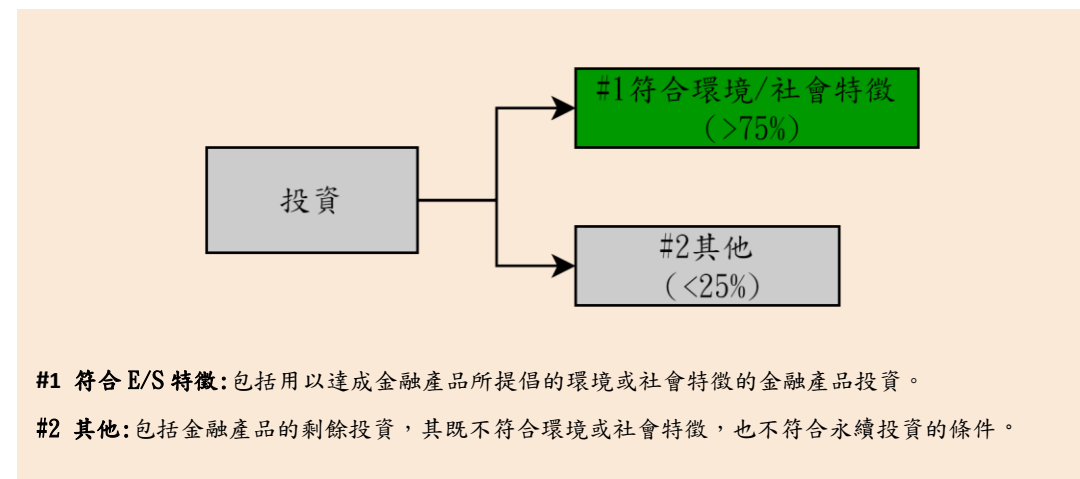 #1符合環境/社會特徵
(>75%)
投資
#2其他
(<25%)
#1 符合 E/S 特徵:包括用以達成金融產品所提倡的環境或社會特徵的金融產品投資。
#2 其他:包括金融產品的剩餘投資,其既不符合環境或社會特徵,也不符合永續投資的條件。